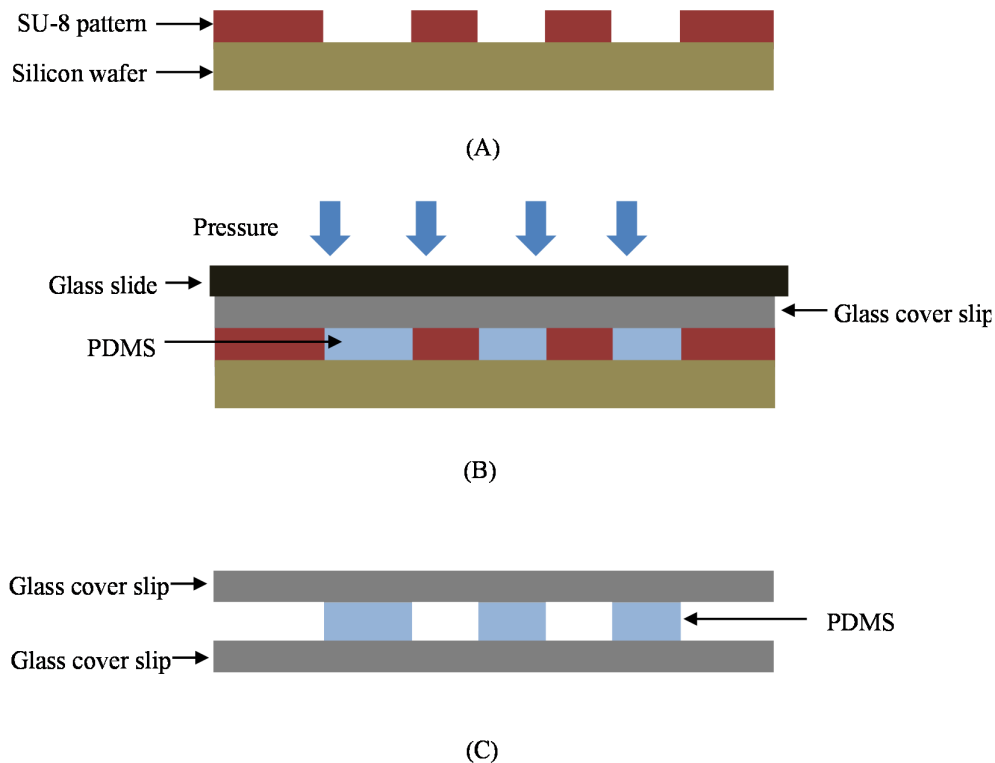 SU-8 pattern
Silicon wafer
(A)
Pressure
Glass slide
Glass cover slip
PDMS
(B)
Glass cover slip
PDMS
Glass cover slip
(C)